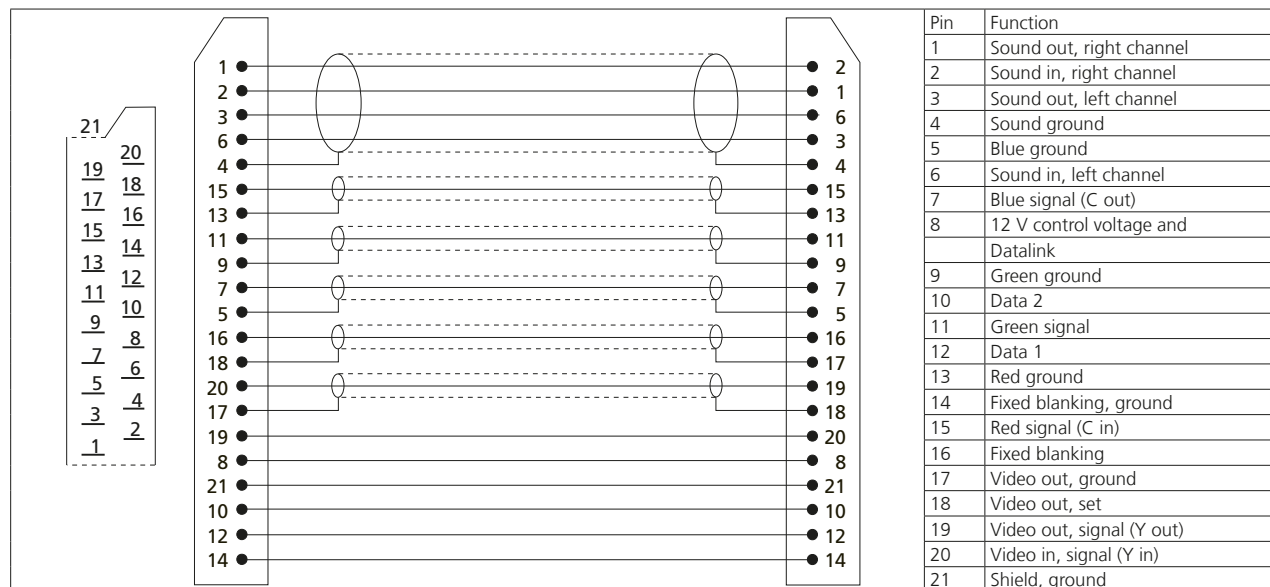 21
20
19
18
17
16
15
14
13
12
11
10
9
8
7
6
5
4
3
2
1
1 2
2 1
3 6
6 3
4 4
15 15
13 13
11 11
9 9
7 7
5 5
16 16
18 17
20 19
17 18
19 20
8 8
21 21
10 10
12 12
14 14
Pin Function
1 Sound out, right channel
2 Sound in, right channel
3 Sound out, left channel
4 Sound ground
5 Blue ground
6 Sound in, left channel
7 Blue signal (C out)
8 12 V control voltage and
Datalink
9 Green ground
10 Data 2
11 Green signal
12 Data 1
13 Red ground
14 Fixed blanking, ground
15 Red signal (C in)
16 Fixed blanking
17 Video out, ground
18 Video out, set
19 Video out, signal (Y out)
20 Video in, signal (Y in)
21 Shield, ground